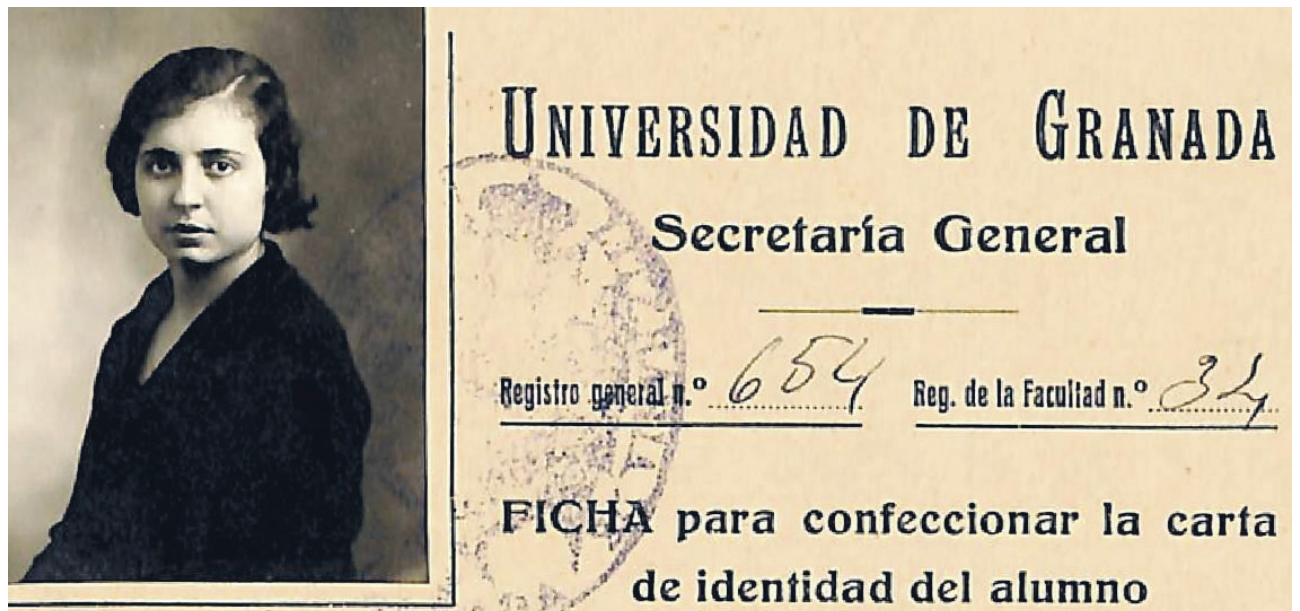 UNIVERSIDAD DE GRANADA
Secretaría General
Registro general n.º 654 Reg. de la Facultad n.º 34
FICHA para confeccionar la carta
de identidad del alumno